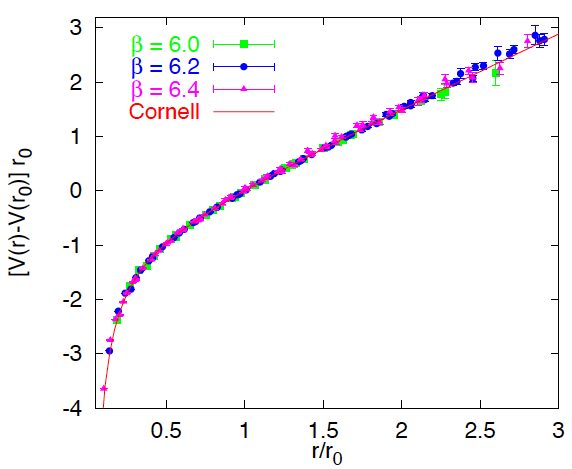 β = 6.0
β = 6.2
β = 6.4
Cornell
[V(r)-V(r0)] r0
3
2
1
0
-1
-2
-3
-4
0.5 1 1.5 2 2.5 3
r/r0